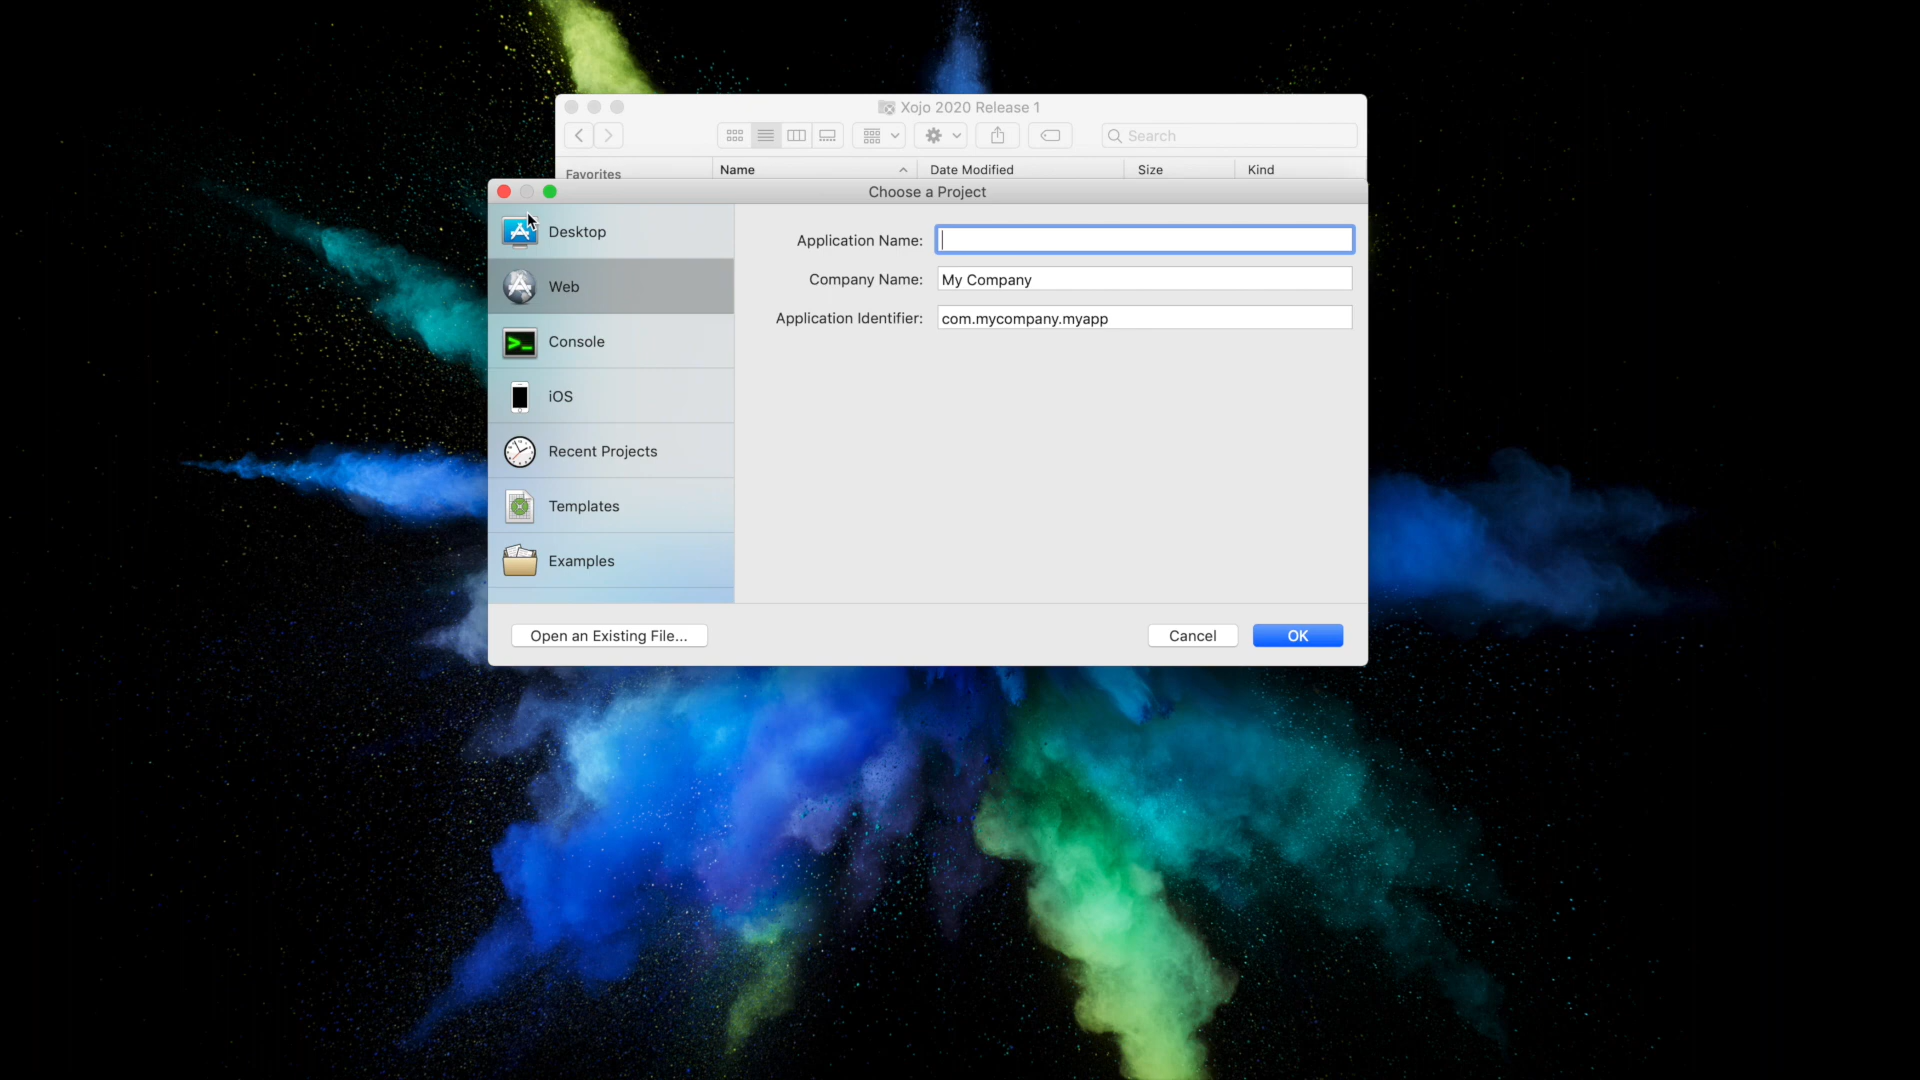 Xojo 2020 Release 1
Search
Favorites
Name
Date Modified
Size
Kind
Choose a Project
Desktop
Web
Console
iOS
Recent Projects
Templates
Examples
Application Name:
Company Name: My Company
Application Identifier: com.mycompany.myapp
Open an Existing File...
Cancel
OK